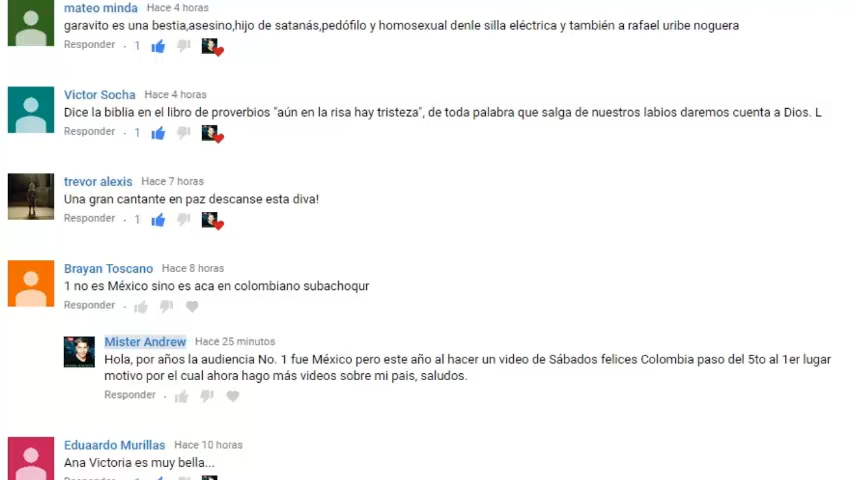 mateo minda Hace 4 horas
garavito es una bestia,asesino,hijo de satanás,pedófilo y homosexual denle silla eléctrica y también a rafael uribe noguera
Responder · 1
Victor Socha Hace 4 horas
Dice la biblia en el libro de proverbios "aún en la risa hay tristeza", de toda palabra que salga de nuestros labios daremos cuenta a Dios. L
Responder · 1
trevor alexis Hace 7 horas
Una gran cantante en paz descanse esta diva!
Responder · 1
Brayan Toscano Hace 8 horas
1 no es México sino es aca en colombiano subachoqur
Responder ·
Mister Andrew Hace 25 minutos
Hola, por años la audiencia No. 1 fue México pero este año al hacer un video de Sábados felices Colombia paso del 5to al 1er lugar
motivo por el cual ahora hago más videos sobre mi pais, saludos.
Responder ·
Eduaardo Murillas Hace 10 horas
Ana Victoria es muy bella...
Responder · 1